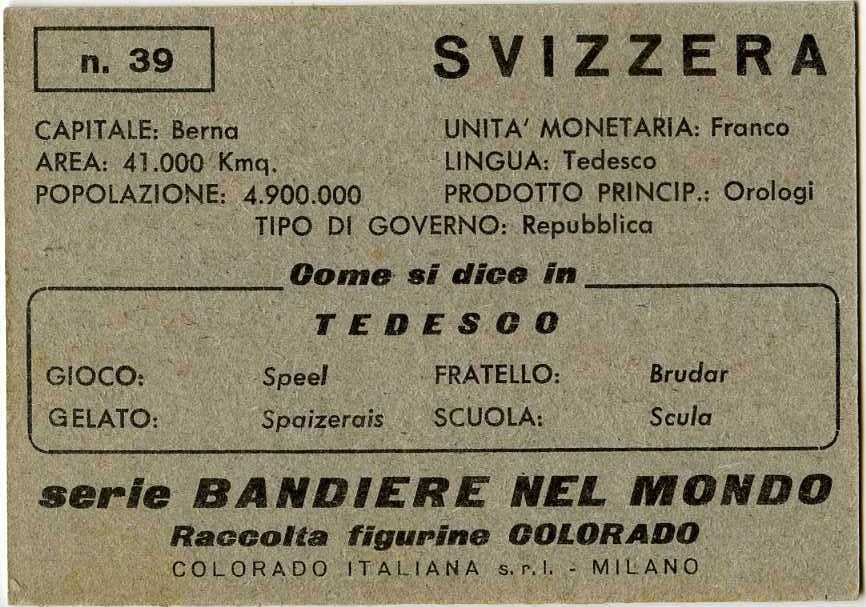 n. 39
SVIZZERA
CAPITALE: Berna
UNITA' MONETARIA: Franco
AREA: 41.000 Kmq.
LINGUA: Tedesco
POPOLAZIONE: 4.900.000
PRODOTTO PRINCIP.: Orologi
TIPO DI GOVERNO: Repubblica
Come si dice in
TEDESCO
GIOCO: Speel FRATELLO: Brudar
GELATO: Spaizerais SCUOLA: Scula
serie BANDIERE NEL MONDO
Raccolta figurine COLORADO
COLORADO ITALIANA s.r.l. - MILANO